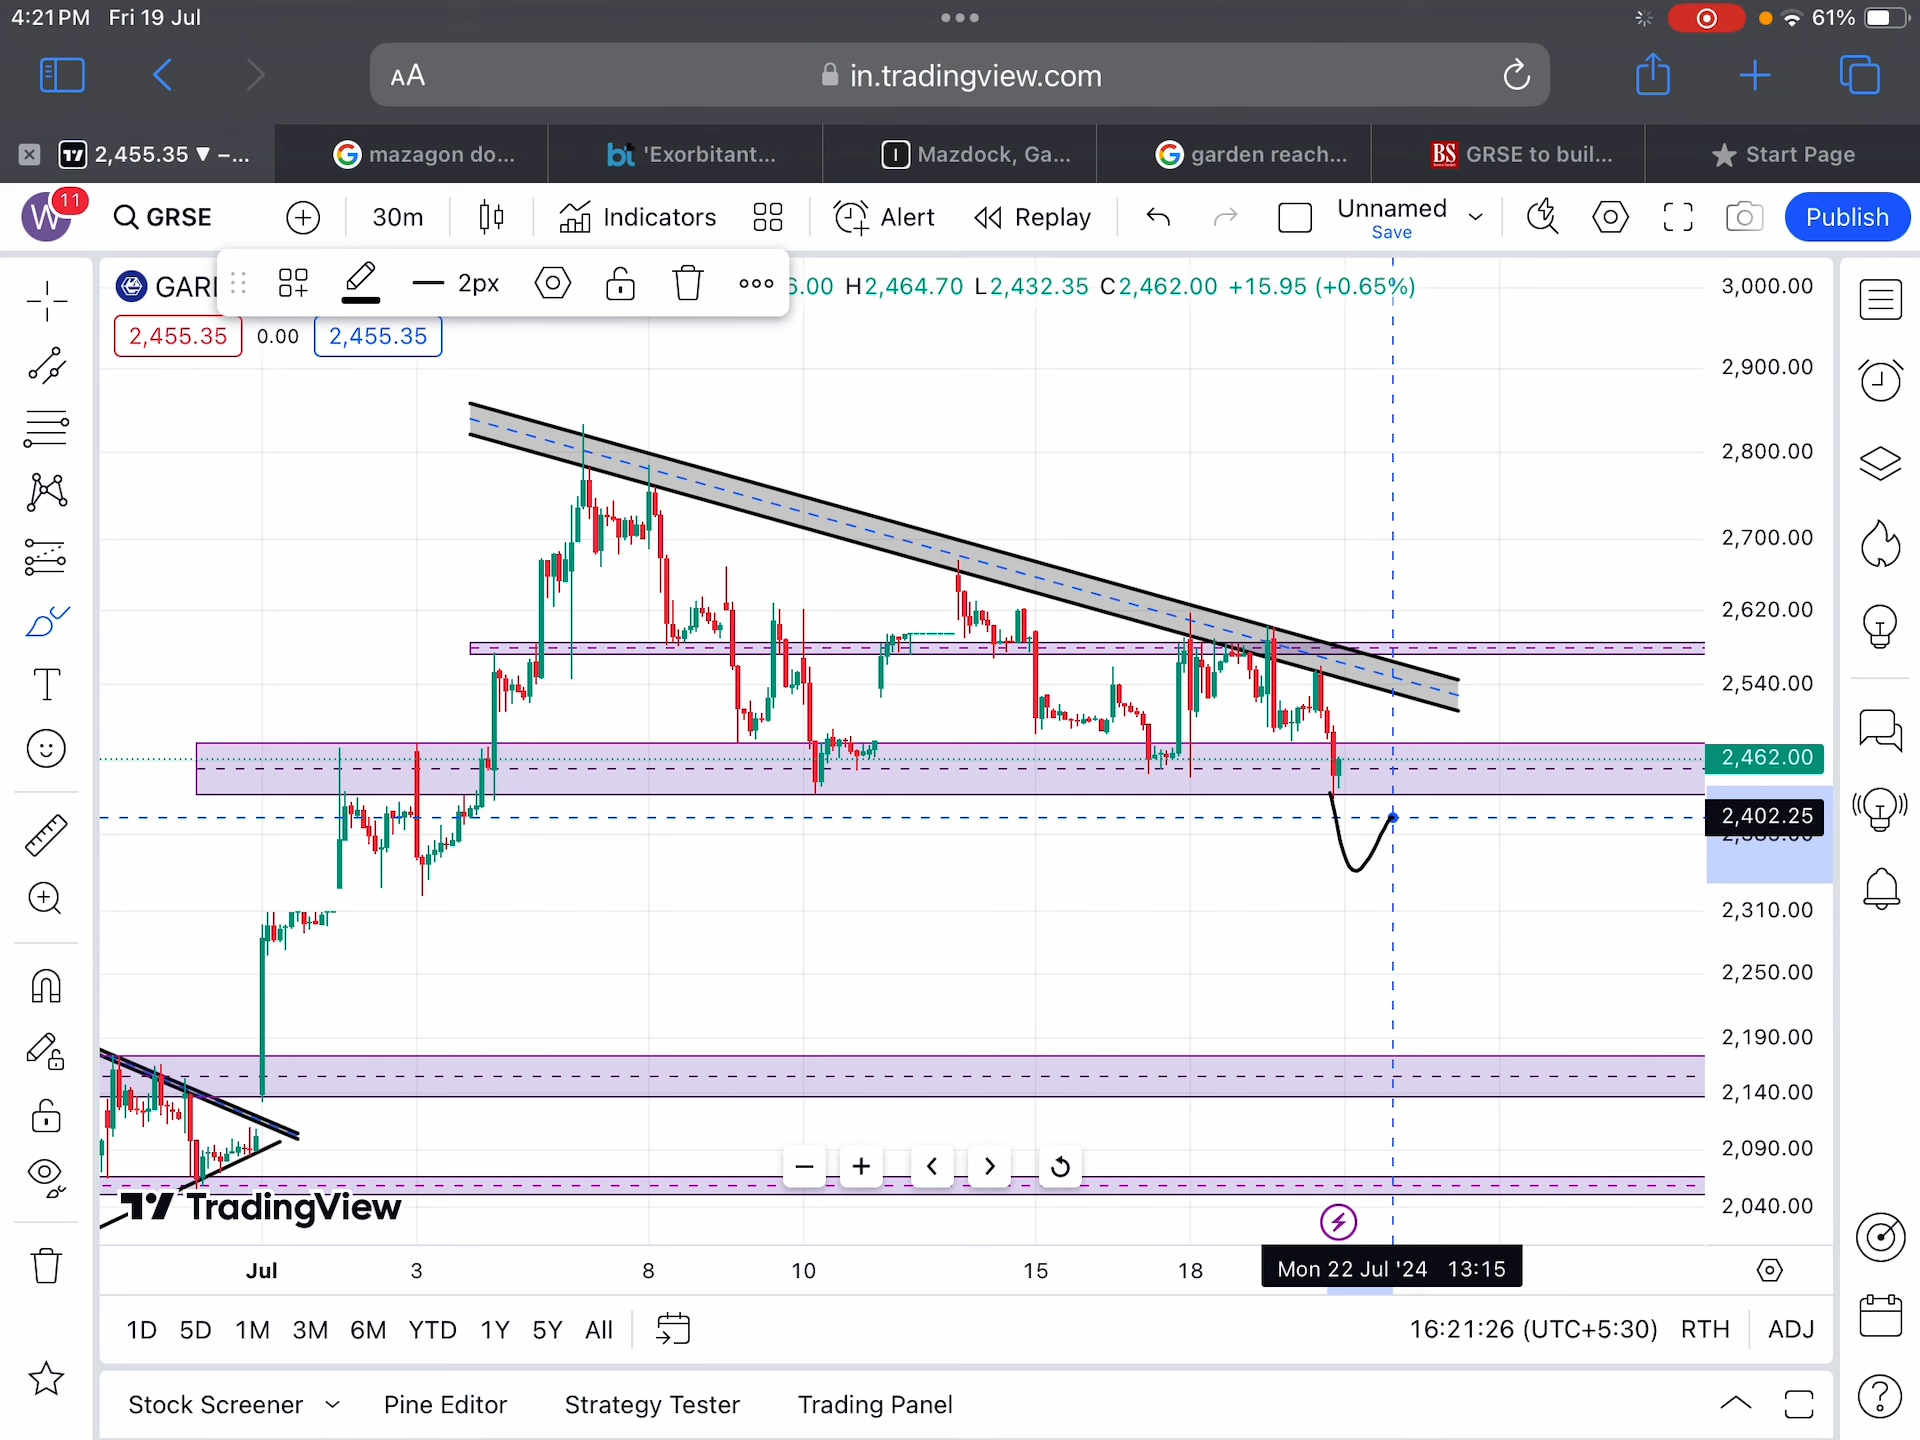 4:21 PM Fri 19 Jul
61%
AA
in.tradingview.com
2,455.35 ▼ –...
mazagon do...
'Exorbitant...
Mazdock, Ga...
garden reach...
BS GRSE to buil...
Start Page
W 11
GRSE
30m
Indicators
Alert
Replay
Unnamed
Save
Publish
GAR
2px
H2,464.70 L2,432.35 C2,462.00 +15.95 (+0.65%)
2,455.35 0.00 2,455.35
3,000.00
2,900.00
2,800.00
2,700.00
2,620.00
2,540.00
2,462.00
2,402.25
2,310.00
2,250.00
2,190.00
2,140.00
2,090.00
2,040.00
TradingView
Jul 3 8 10 15 18 Mon 22 Jul '24 13:15
1D 5D 1M 3M 6M YTD 1Y 5Y All
16:21:26 (UTC+5:30) RTH ADJ
Stock Screener Pine Editor Strategy Tester Trading Panel